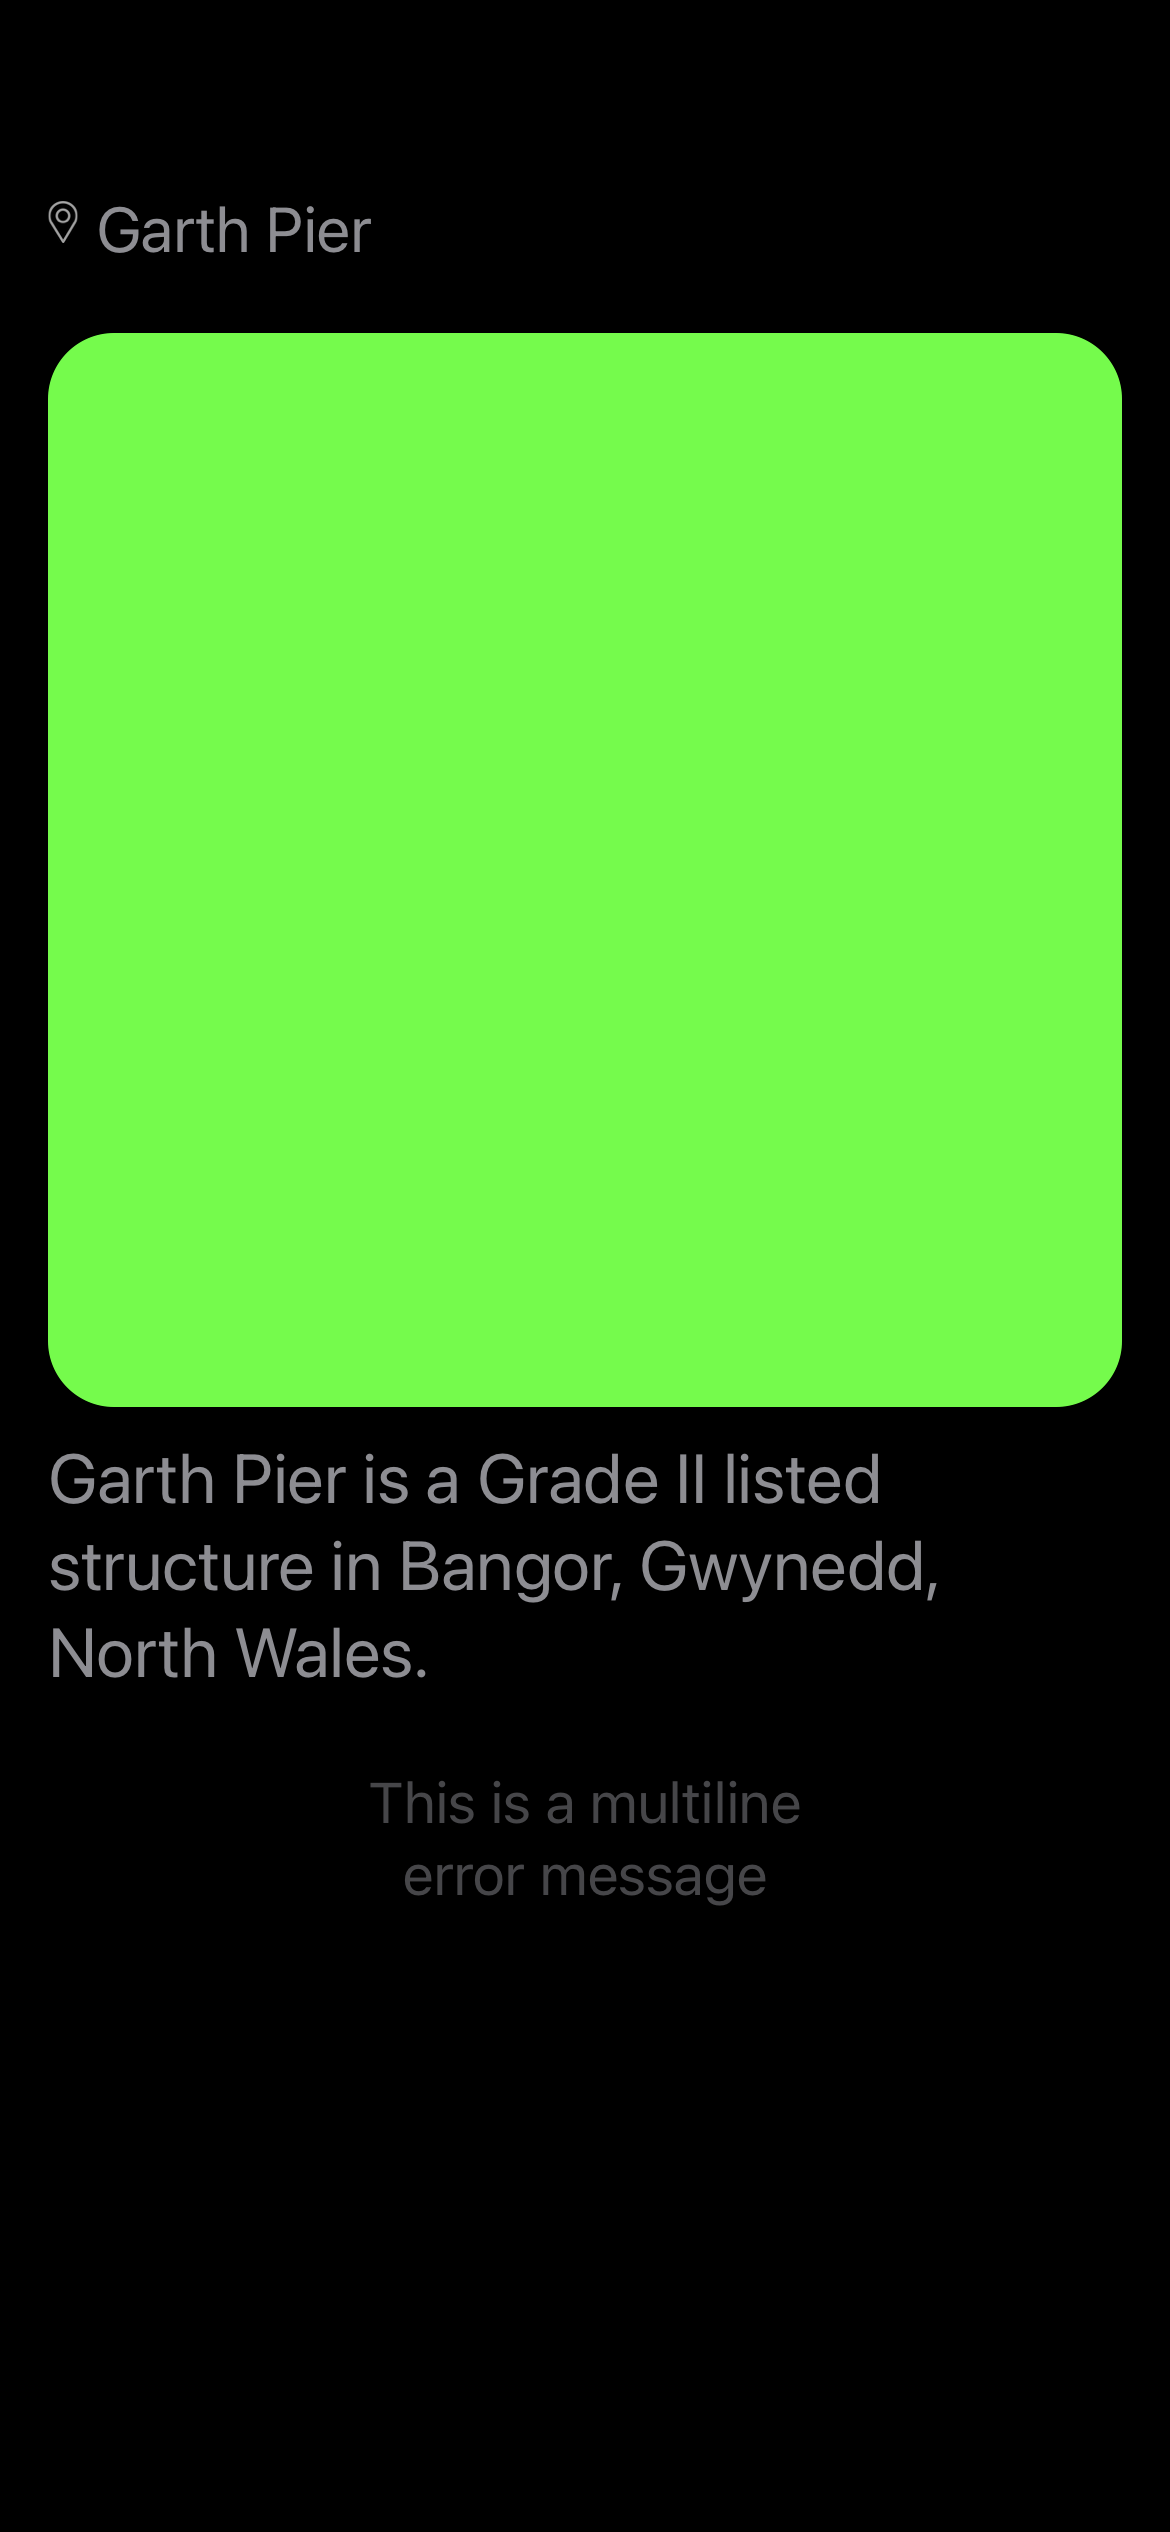 Garth Pier
Garth Pier is a Grade II listed
structure in Bangor, Gwynedd,
North Wales.
This is a multiline
error message